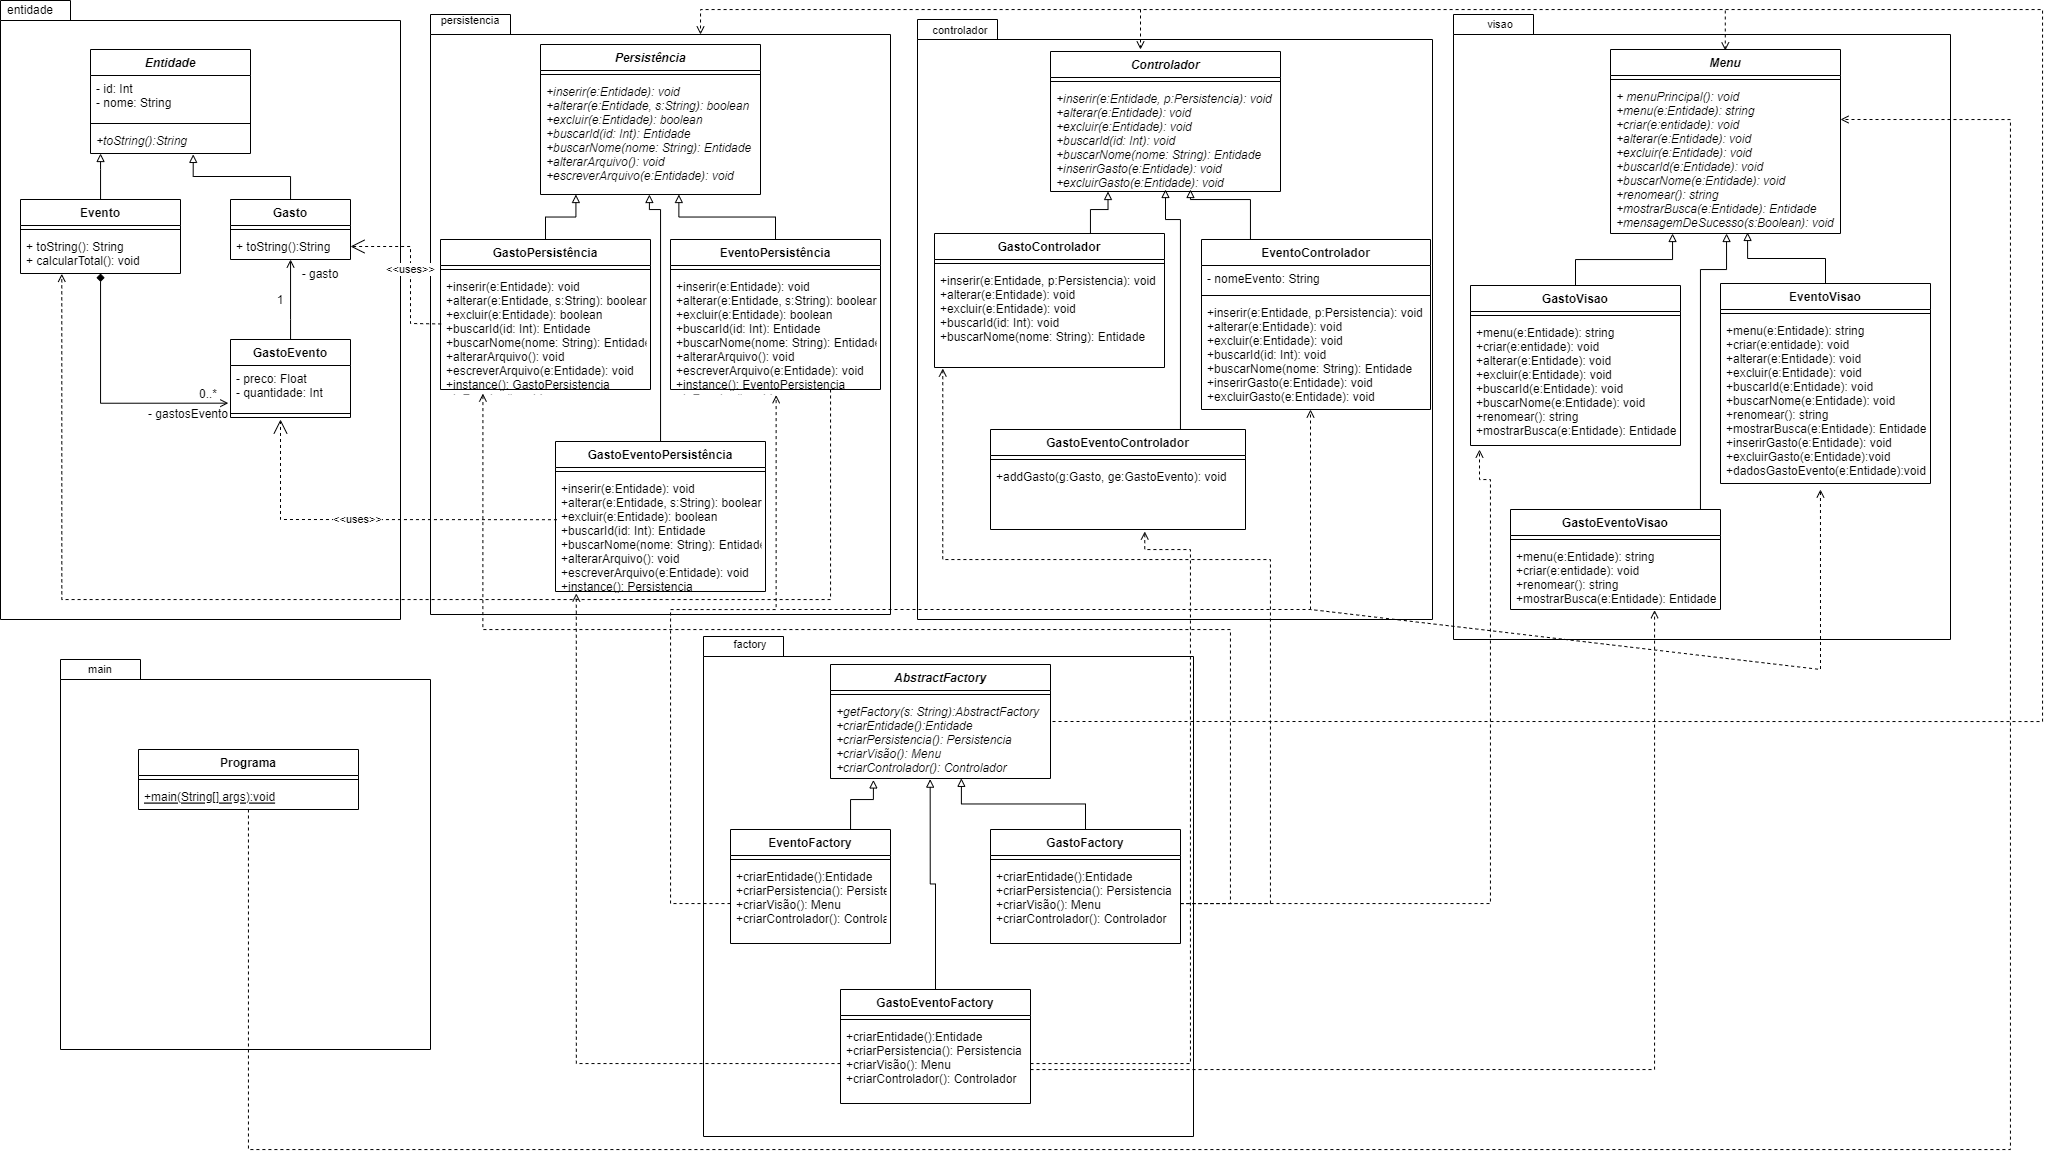 entidade
Entidade
- id: Int
- nome: String
+toString():String
Evento
+ toString(): String
+ calcularTotal(): void
Gasto
+ toString():String
- gasto
1
GastoEvento
- preco: Float
- quantidade: Int
0..*
- gastosEvento
<<uses>>
<<uses>>
persistencia
Persistência
+inserir(e:Entidade): void
+alterar(e:Entidade, s:String): boolean
+excluir(e:Entidade): boolean
+buscarId(id: Int): Entidade
+buscarNome(nome: String): Entidade
+alterarArquivo(): void
+escreverArquivo(e:Entidade): void
GastoPersistência
+inserir(e:Entidade): void
+alterar(e:Entidade, s:String): boolear
+excluir(e:Entidade): boolean
+buscarId(id: Int): Entidade
+buscarNome(nome: String): Entidade
+alterarArquivo(): void
+escreverArquivo(e:Entidade): void
+instance(): GastoPersistencia
EventoPersistência
+inserir(e:Entidade): void
+alterar(e:Entidade, s:String): boolear
+excluir(e:Entidade): boolean
+buscarId(id: Int): Entidade
+buscarNome(nome: String): Entidade
+alterarArquivo(): void
+escreverArquivo(e:Entidade): void
+instance(): EventoPersistencia
GastoEventoPersistência
+inserir(e:Entidade): void
+alterar(e:Entidade, s:String): boolear
+excluir(e:Entidade): boolean
+buscarId(id: Int): Entidade
+buscarNome(nome: String): Entidade
+alterarArquivo(): void
+escreverArquivo(e:Entidade): void
+instance(): Persistencia
controlador
Controlador
+inserir(e:Entidade, p:Persistencia): void
+alterar(e:Entidade): void
+excluir(e:Entidade): void
+buscarId(id: Int): void
+buscarNome(nome: String): Entidade
+inserirGasto(e:Entidade): void
+excluirGasto(e:Entidade): void
GastoControlador
+inserir(e:Entidade, p:Persistencia): void
+alterar(e:Entidade): void
+excluir(e:Entidade): void
+buscarId(id: Int): void
+buscarNome(nome: String): Entidade
EventoControlador
- nomeEvento: String
+inserir(e:Entidade, p:Persistencia): void
+alterar(e:Entidade): void
+excluir(e:Entidade): void
+buscarId(id: Int): void
+buscarNome(nome: String): Entidade
+inserirGasto(e:Entidade): void
+excluirGasto(e:Entidade): void
GastoEventoControlador
+addGasto(g:Gasto, ge:GastoEvento): void
visao
Menu
+ menuPrincipal(): void
+menu(e:Entidade): string
+criar(e:entidade): void
+alterar(e:Entidade): void
+excluir(e:Entidade): void
+buscarId(e:Entidade): void
+buscarNome(e:Entidade): void
+renomear(): string
+mostrarBusca(e:Entidade): Entidade
+mensagemDeSucesso(s:Boolean): void
GastoVisao
+menu(e:Entidade): string
+criar(e:entidade): void
+alterar(e:Entidade): void
+excluir(e:Entidade): void
+buscarId(e:Entidade): void
+buscarNome(e:Entidade): void
+renomear(): string
+mostrarBusca(e:Entidade): Entidade
EventoVisao
+menu(e:Entidade): string
+criar(e:entidade): void
+alterar(e:Entidade): void
+excluir(e:Entidade): void
+buscarId(e:Entidade): void
+buscarNome(e:Entidade): void
+renomear(): string
+mostrarBusca(e:Entidade): Entidade
+inserirGasto(e:Entidade): void
+excluirGasto(e:Entidade):void
+dadosGastoEvento(e:Entidade):void
GastoEventoVisao
+menu(e:Entidade): string
+criar(e:entidade): void
+renomear(): string
+mostrarBusca(e:Entidade): Entidade
main
Programa
+main(String[] args):void
factory
AbstractFactory
+getFactory(s: String):AbstractFactory
+criarEntidade():Entidade
+criarPersistencia(): Persistencia
+criarVisão(): Menu
+criarControlador(): Controlador
EventoFactory
+criarEntidade():Entidade
+criarPersistencia(): Persiste
+criarVisão(): Menu
+criarControlador(): Controla
GastoFactory
+criarEntidade():Entidade
+criarPersistencia(): Persistencia
+criarVisão(): Menu
+criarControlador(): Controlador
GastoEventoFactory
+criarEntidade():Entidade
+criarPersistencia(): Persistencia
+criarVisão(): Menu
+criarControlador(): Controlador